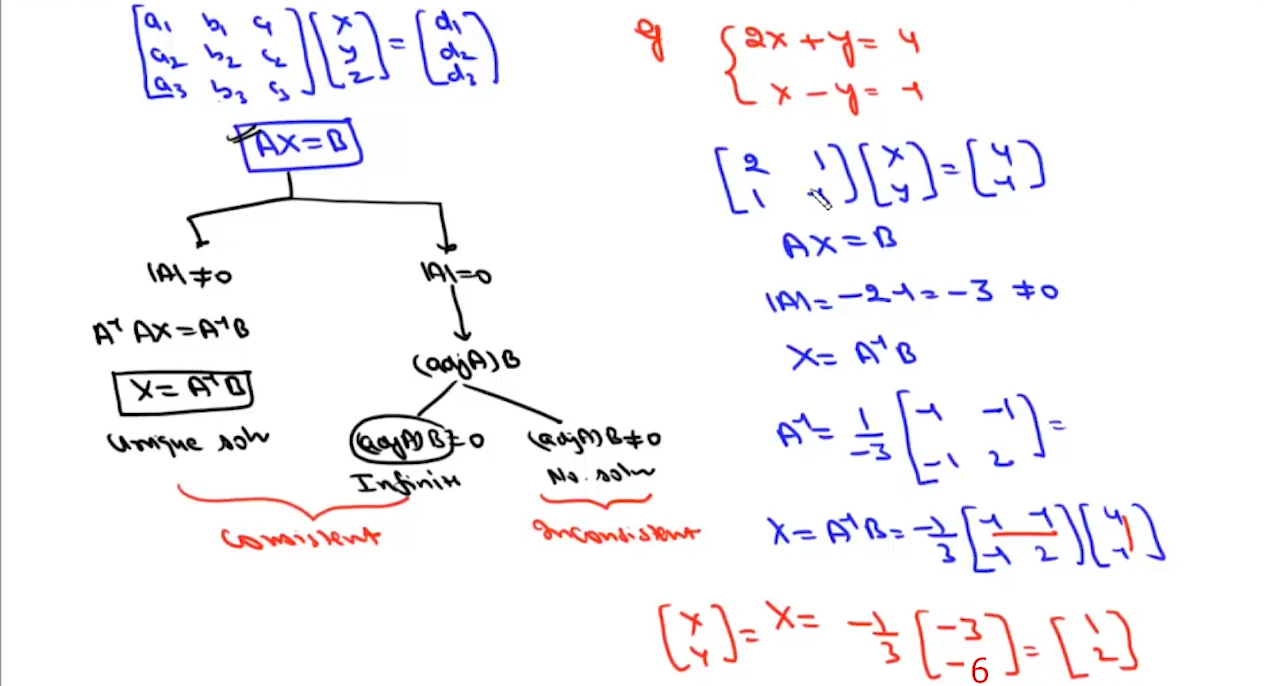 [a₁ b₁ c₁
a₂ b₂ c₂
a₃ b₃ c₃] [x
y
z] = [d₁
d₂
d₃]
AX = B
|A| ≠ 0
|A| = 0
A⁻¹ AX = A⁻¹B
X = A⁻¹B
Unique soln
(adjA) B
(adjA) B = 0
Infinite
(adjA) B ≠ 0
No. soln
Consistent
Inconsistent
eg
{ 2x + y = 4
x - y = -1
[2 1
1 -1] [x
y] = [4
-1]
AX = B
|A| = -2-1 = -3 ≠ 0
X = A⁻¹ B
A⁻¹ = 1/-3 [-1 -1
-1 2] =
X = A⁻¹B = -1/3 [-1 -1
-1 2] [4
-1]
[x
y] = X = -1/3 [-3
-6] = [1
2]